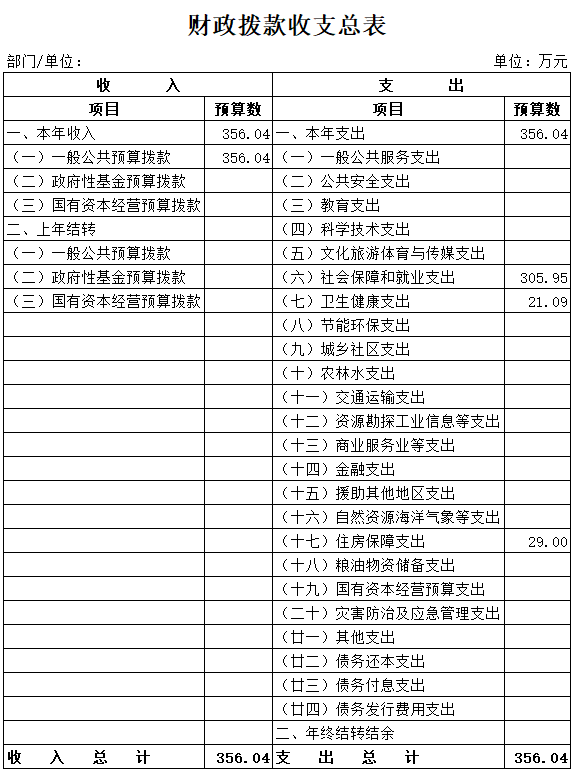 财政拨款收支总表
部门/单位: 单位: 万元
收 入 支 出
项目 预算数 项目 预算数
一、本年收入 356.04 一、本年支出 356.04
(一)一般公共预算拨款 356.04 (一)一般公共服务支出
(二)政府性基金预算拨款 (二)公共安全支出
(三)国有资本经营预算拨款 (三)教育支出
二、上年结转 (四)科学技术支出
(一)一般公共预算拨款 (五)文化旅游体育与传媒支出
(二)政府性基金预算拨款 (六)社会保障和就业支出 305.95
(三)国有资本经营预算拨款 (七)卫生健康支出 21.09
(八)节能环保支出
(九)城乡社区支出
(十)农林水支出
(十一)交通运输支出
(十二)资源勘探工业信息等支出
(十三)商业服务业等支出
(十四)金融支出
(十五)援助其他地区支出
(十六)自然资源海洋气象等支出
(十七)住房保障支出 29.00
(十八)粮油物资储备支出
(十九)国有资本经营预算支出
(二十)灾害防治及应急管理支出
(廿一)其他支出
(廿二)债务还本支出
(廿三)债务付息支出
(廿四)债务发行费用支出
二、年终结转结余
收 入 总 计 356.04 支 出 总 计 356.04